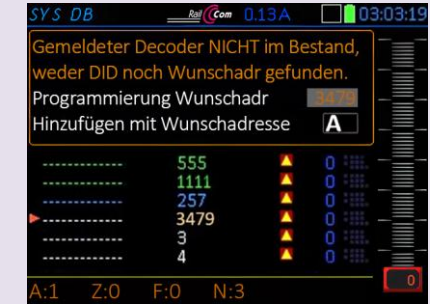 SYS DB RailCom 0.13A 03:03:19
Gemeldeter Decoder NICHT im Bestand,
weder DID noch Wunschadr gefunden.
Programmierung Wunschadr 3479
Hinzufügen mit Wunschadresse A
------------- 555 0
------------- 1111 0
------------- 257 0
------------- 3479 0
------------- 3 0
------------- 4 0
0
A:1 Z:0 F:0 N:3